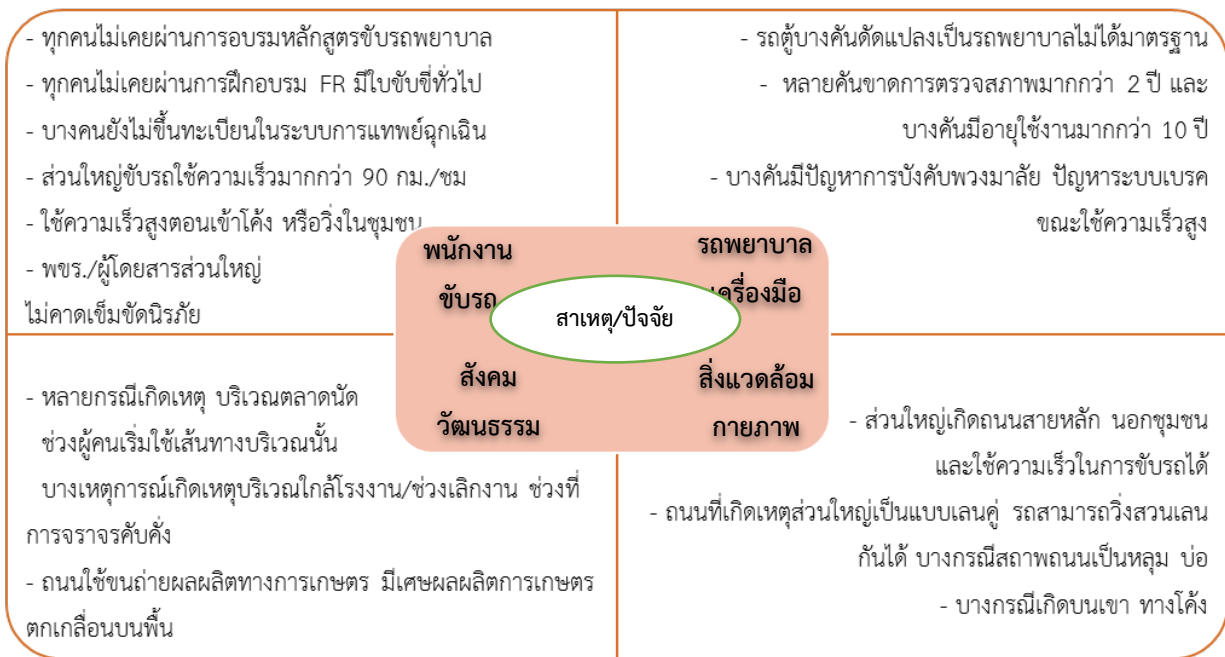 - ทุกคนไม่เคยผ่านการอบรมหลักสูตรขับรถพยาบาล
- ทุกคนไม่เคยผ่านการฝึกอบรม FR มีใบขับขี่ทั่วไป
- บางคนยังไม่ขึ้นทะเบียนในระบบการแพทย์ฉุกเฉิน
- ส่วนใหญ่ขับรถใช้ความเร็วมากกว่า 90 กม./ชม
- ใช้ความเร็วสูงตอนเข้าโค้ง หรือวิ่งในชุมชน
- พขร./ผู้โดยสารส่วนใหญ่
ไม่คาดเข็มขัดนิรภัย
- รถตู้บางคันดัดแปลงเป็นรถพยาบาลไม่ได้มาตรฐาน
- หลายคันขาดการตรวจสภาพมากกว่า 2 ปี และ
บางคันมีอายุใช้งานมากกว่า 10 ปี
- บางคันมีปัญหาการบังคับพวงมาลัย ปัญหาระบบเบรค
ขณะใช้ความเร็วสูง
พนักงาน
ขับรถ
รถพยาบาล
เครื่องมือ
สาเหตุ/ปัจจัย
สังคม
วัฒนธรรม
สิ่งแวดล้อม
กายภาพ
- หลายกรณีเกิดเหตุ บริเวณตลาดนัด
ช่วงผู้คนเริ่มใช้เส้นทางบริเวณนั้น
บางเหตุการณ์เกิดเหตุบริเวณใกล้โรงงาน/ช่วงเลิกงาน ช่วงที่
การจราจรคับคั่ง
- ถนนใช้ขนถ่ายผลผลิตทางการเกษตร มีเศษผลผลิตการเกษตร
ตกเกลื่อนบนพื้น
- ส่วนใหญ่เกิดถนนสายหลัก นอกชุมชน
และใช้ความเร็วในการขับรถได้
- ถนนที่เกิดเหตุส่วนใหญ่เป็นแบบเลนคู่ รถสามารถวิ่งสวนเลน
กันได้ บางกรณีสภาพถนนเป็นหลุม บ่อ
- บางกรณีเกิดบนเขา ทางโค้ง